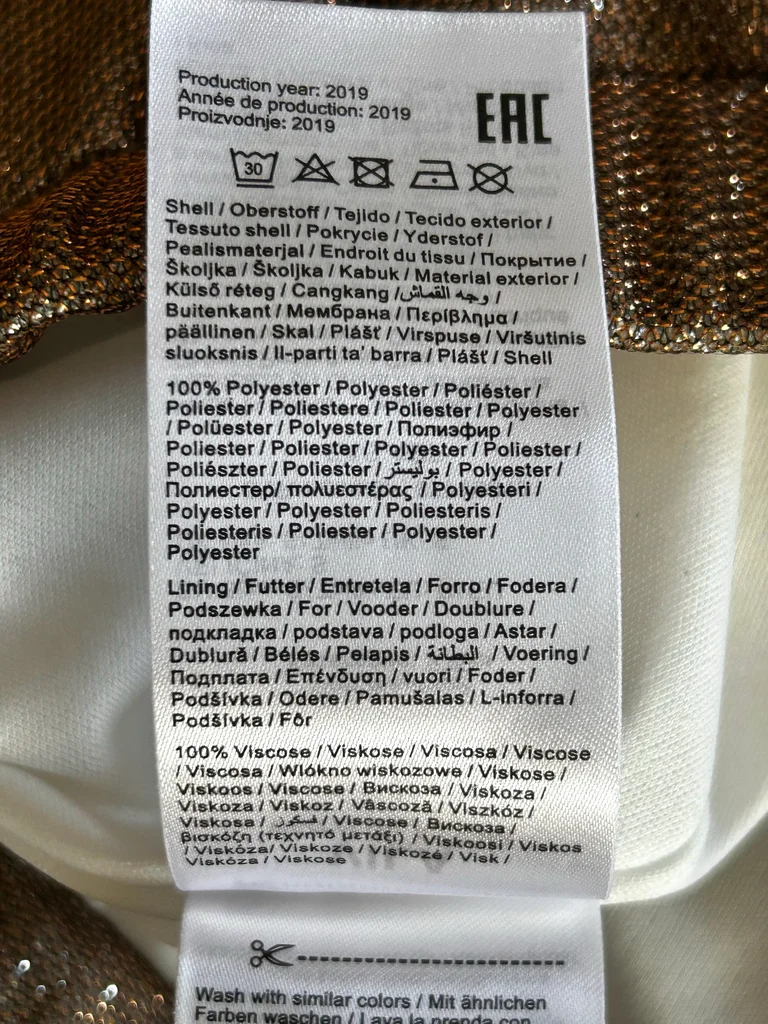 Production year: 2019
Année de production: 2019
Proizvodnje: 2019
EAC
30
Shell / Oberstoff / Tejido / Tecido exterior /
Tessuto shell / Pokrycie / Yderstof /
Pealismaterjal / Endroit du tissu / Покрытие /
Školjka / Školjka / Kabuk / Material exterior /
Külső réteg / Cangkang / وجه القماش /
Buitenkant / Мембрана / Περίβλημα /
päällinen / Skal / Plášť / Virspuse / Viršutinis
sluoksnis / Il-parti ta' barra / Plášť / Shell
100% Polyester / Polyester / Poliéster /
Poliester / Poliestere / Poliester / Polyester
/ Polüester / Polyester / Полиэфир /
Poliester / Poliester / Polyester / Poliester /
Poliészter / Poliester / بوليستر / Polyester /
Полиестер/ πολυεστέρας / Polyesteri /
Polyester / Polyester / Poliesteris /
Poliesteris / Poliester / Polyester /
Polyester
Lining / Futter / Entretela / Forro / Fodera /
Podszewka / For / Vooder / Doublure /
подкладка / podstava / podloga / Astar /
Dublură / Bélés / Pelapis / البطانة / Voering /
Подплата / Επένδυση / vuori / Foder /
Podšívka / Odere / Pamušalas / L-inforra /
Podšívka / Fôr
100% Viscose / Viskose / Viscosa / Viscose
/ Viscosa / Wlókno wiskozowe / Viskose /
Viskoos / Viscose / Вискоза / Viskoza /
Viskoza / Viskoz / Vâscoză / Viszkóz /
Viskosa / فسكوز / Viscose / Вискоза /
βισκόζη (τεχνητό μετάξι) / Viskoosi / Viskos
/ Viskóza/ Viskoze / Viskozé / Visk /
Viskóza / Viskose
Wash with similar colors / Mit ähnlichen
Farben waschen / Lava la prenda con